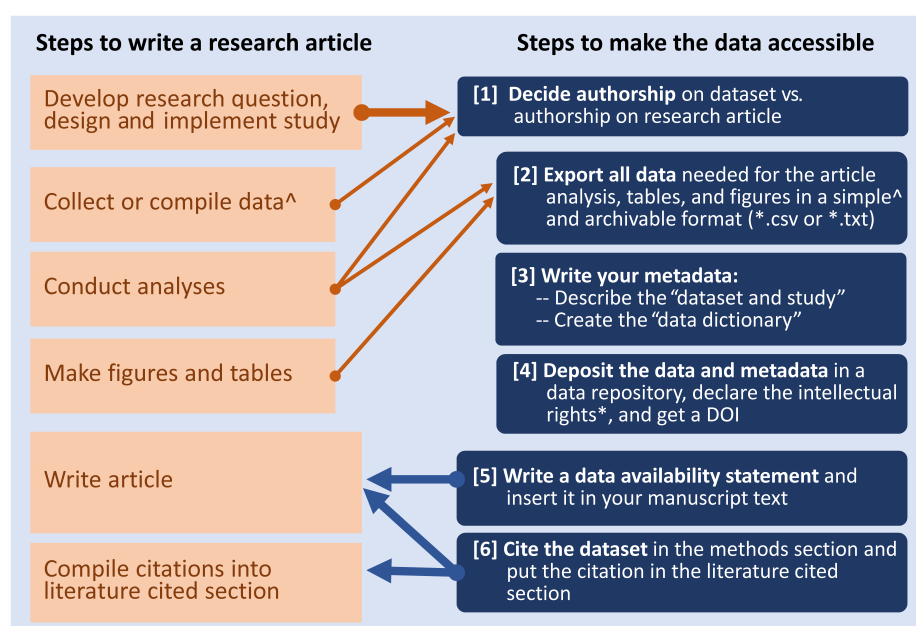 Steps to write a research article
Develop research question,
design and implement study
Collect or compile data^
Conduct analyses
Make figures and tables
Write article
Compile citations into
literature cited section
Steps to make the data accessible
[1] Decide authorship on dataset vs.
authorship on research article
[2] Export all data needed for the article
analysis, tables, and figures in a simple^
and archivable format (*.csv or *.txt)
[3] Write your metadata:
-- Describe the “dataset and study”
-- Create the “data dictionary”
[4] Deposit the data and metadata in a
data repository, declare the intellectual
rights*, and get a DOI
[5] Write a data availability statement and
insert it in your manuscript text
[6] Cite the dataset in the methods section and
put the citation in the literature cited
section